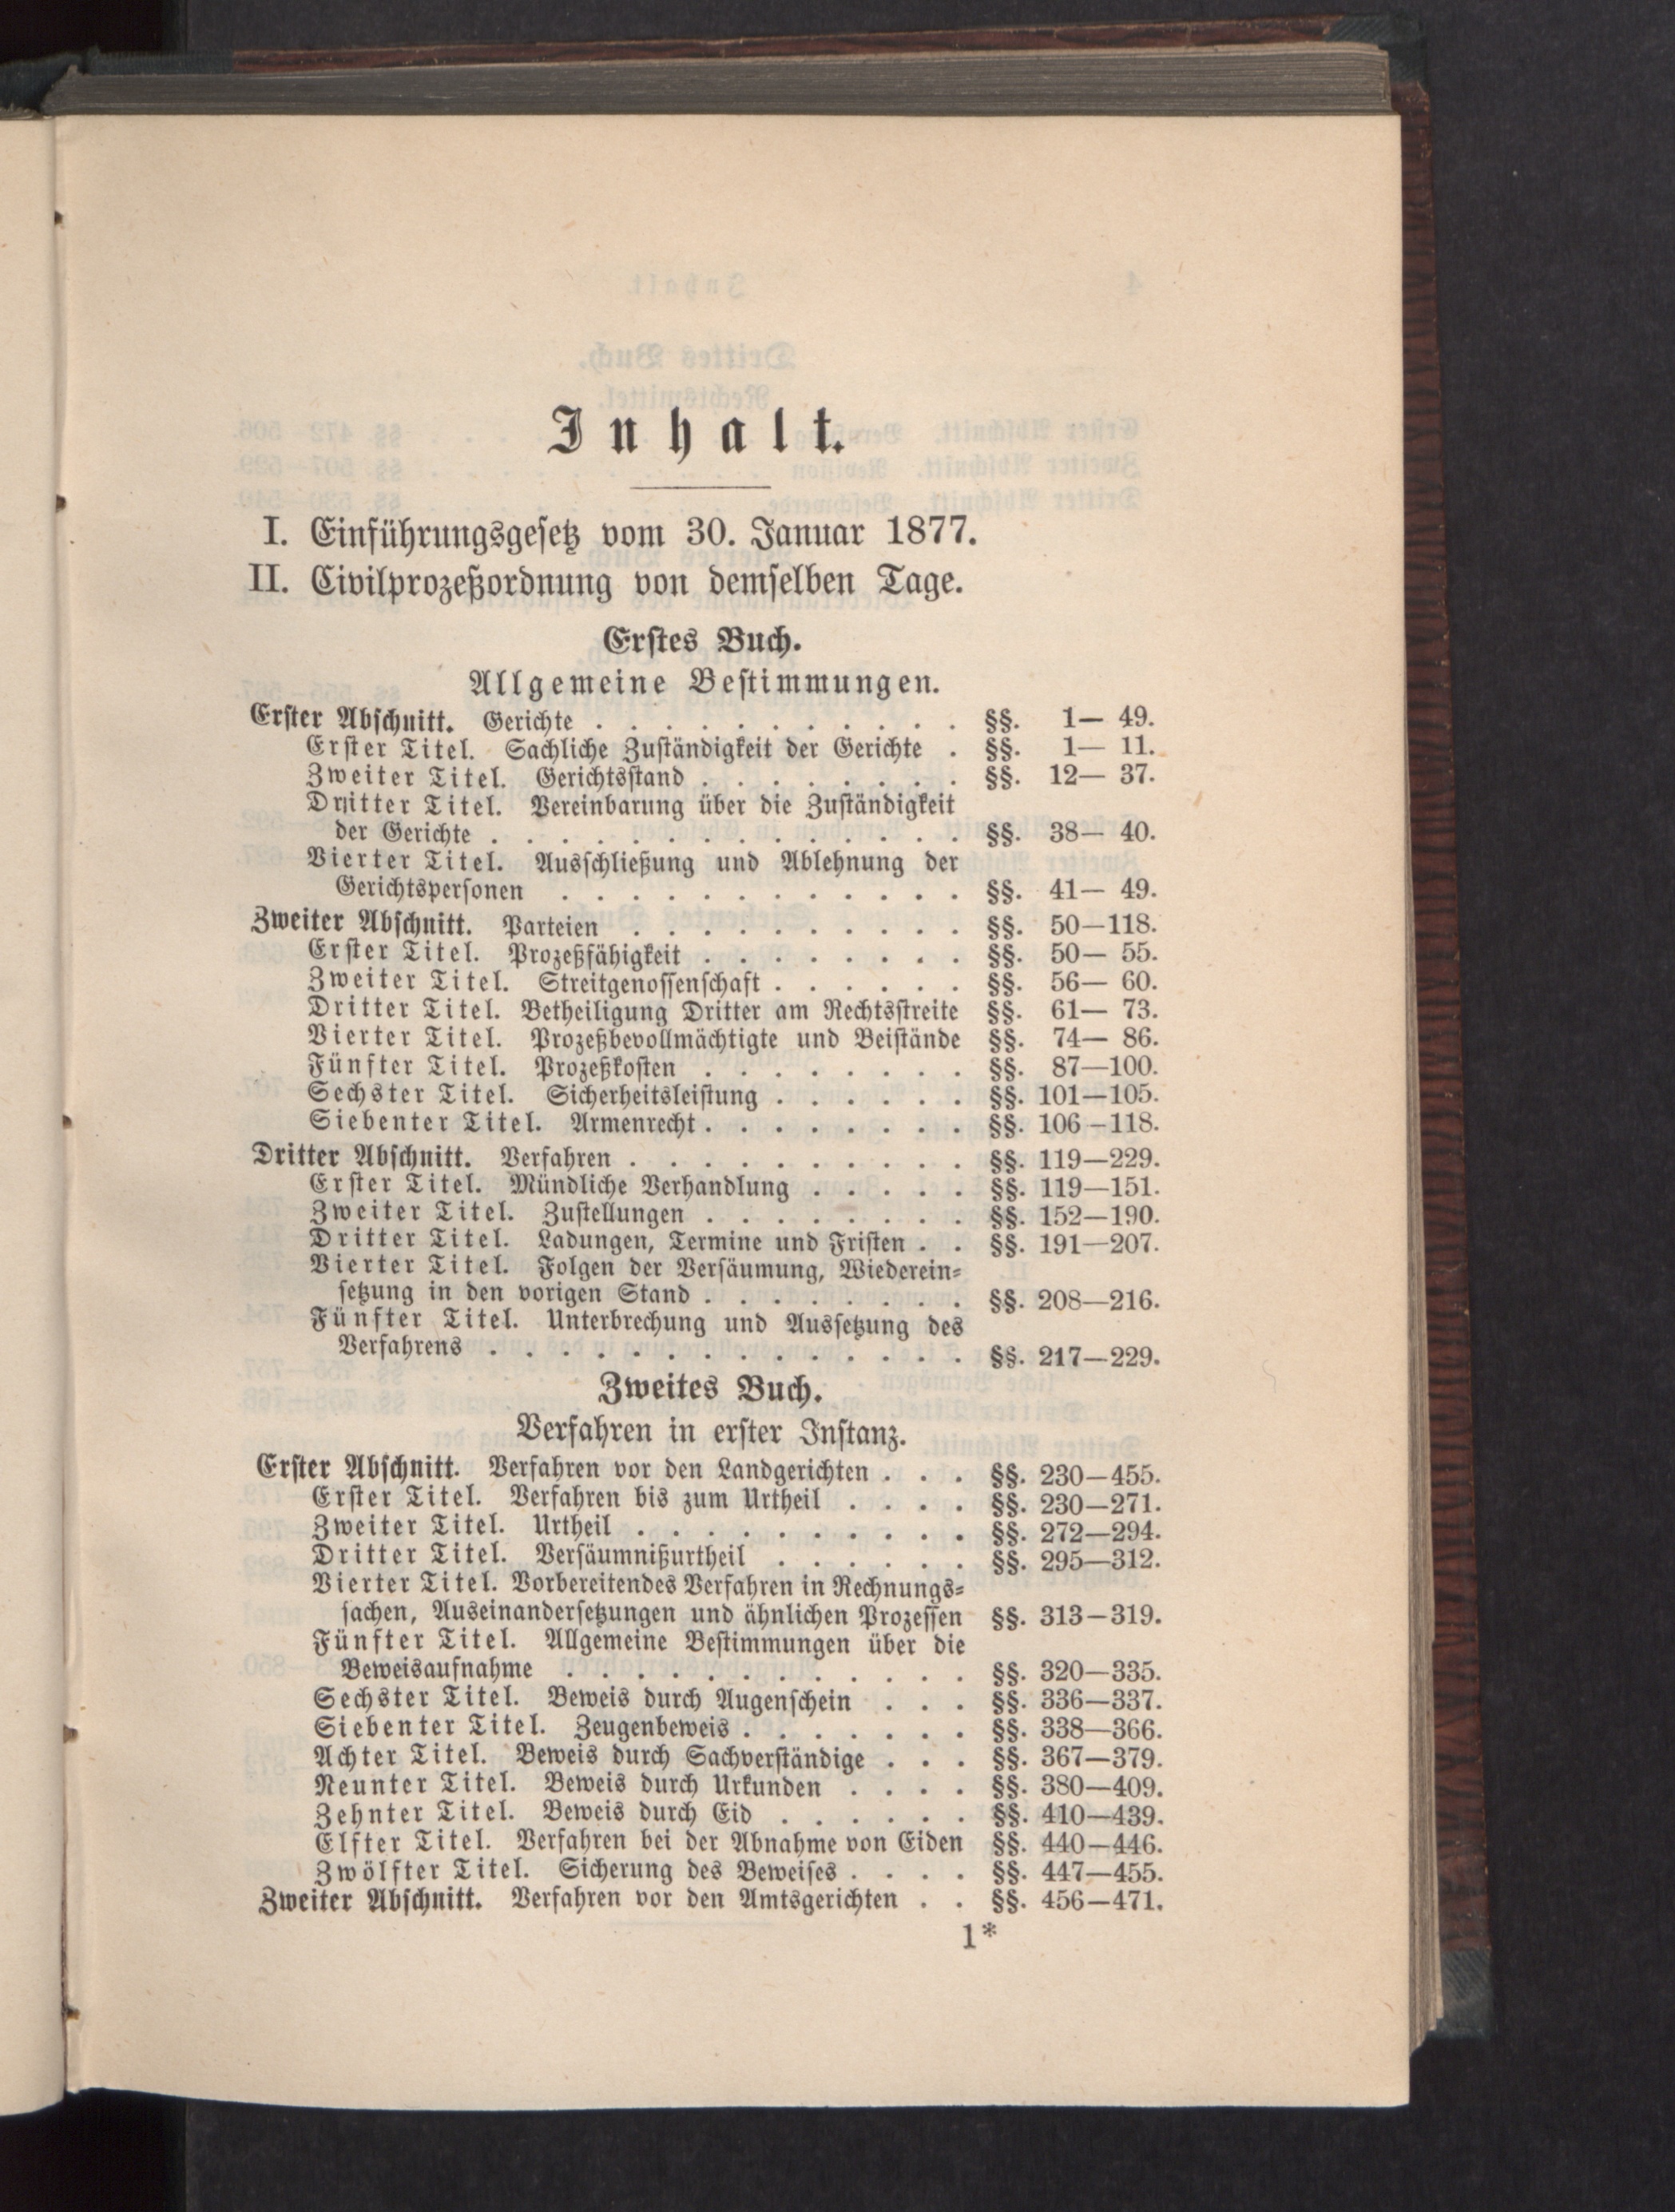 Inhalt.
I. Einführungsgesetz vom 30. Januar 1877.
II. Civilprozeßordnung von demselben Tage.
Erstes Buch.
Allgemeine Bestimmungen.
Erster Abschnitt. Gerichte . . . . . . . . . . . §§. 1— 49.
Erster Titel. Sachliche Zuständigkeit der Gerichte . §§. 1— 11.
Zweiter Titel. Gerichtsstand . . . . . . . . §§. 12— 37.
Dritter Titel. Vereinbarung über die Zuständigkeit
der Gerichte . . . . . . . . . . . . . . §§. 38— 40.
Vierter Titel. Ausschließung und Ablehnung der
Gerichtspersonen . . . . . . . . . . . . §§. 41— 49.
Zweiter Abschnitt. Parteien . . . . . . . . . . §§. 50—118.
Erster Titel. Prozeßfähigkeit . . . . . . . . §§. 50— 55.
Zweiter Titel. Streitgenossenschaft . . . . . . §§. 56— 60.
Dritter Titel. Betheiligung Dritter am Rechtsstreite §§. 61— 73.
Vierter Titel. Prozeßbevollmächtigte und Beistände §§. 74— 86.
Fünfter Titel. Prozeßkosten . . . . . . . . §§. 87—100.
Sechster Titel. Sicherheitsleistung . . . . . . §§. 101—105.
Siebenter Titel. Armenrecht . . . . . . . . §§. 106—118.
Dritter Abschnitt. Verfahren . . . . . . . . . . §§. 119—229.
Erster Titel. Mündliche Verhandlung . . . . . §§. 119—151.
Zweiter Titel. Zustellungen . . . . . . . . §§. 152—190.
Dritter Titel. Ladungen, Termine und Fristen . . §§. 191—207.
Vierter Titel. Folgen der Versäumung, Wiederein-
setzung in den vorigen Stand . . . . . . . . §§. 208—216.
Fünfter Titel. Unterbrechung und Aussetzung des
Verfahrens . . . . . . . . . . . . . . §§. 217—229.
Zweites Buch.
Verfahren in erster Instanz.
Erster Abschnitt. Verfahren vor den Landgerichten . . . §§. 230—455.
Erster Titel. Verfahren bis zum Urtheil . . . . §§. 230—271.
Zweiter Titel. Urtheil . . . . . . . . . . §§. 272—294.
Dritter Titel. Versäumnißurtheil . . . . . . §§. 295—312.
Vierter Titel. Vorbereitendes Verfahren in Rechnungs-
sachen, Auseinandersetzungen und ähnlichen Prozessen §§. 313—319.
Fünfter Titel. Allgemeine Bestimmungen über die
Beweisaufnahme . . . . . . . . . . . . §§. 320—335.
Sechster Titel. Beweis durch Augenschein . . . §§. 336—337.
Siebenter Titel. Zeugenbeweis . . . . . . . §§. 338—366.
Achter Titel. Beweis durch Sachverständige . . . §§. 367—379.
Neunter Titel. Beweis durch Urkunden . . . . §§. 380—409.
Zehnter Titel. Beweis durch Eid . . . . . . §§. 410—439.
Elfter Titel. Verfahren bei der Abnahme von Eiden §§. 440—446.
Zwölfter Titel. Sicherung des Beweises . . . . §§. 447—455.
Zweiter Abschnitt. Verfahren vor den Amtsgerichten . . §§. 456—471.
1*